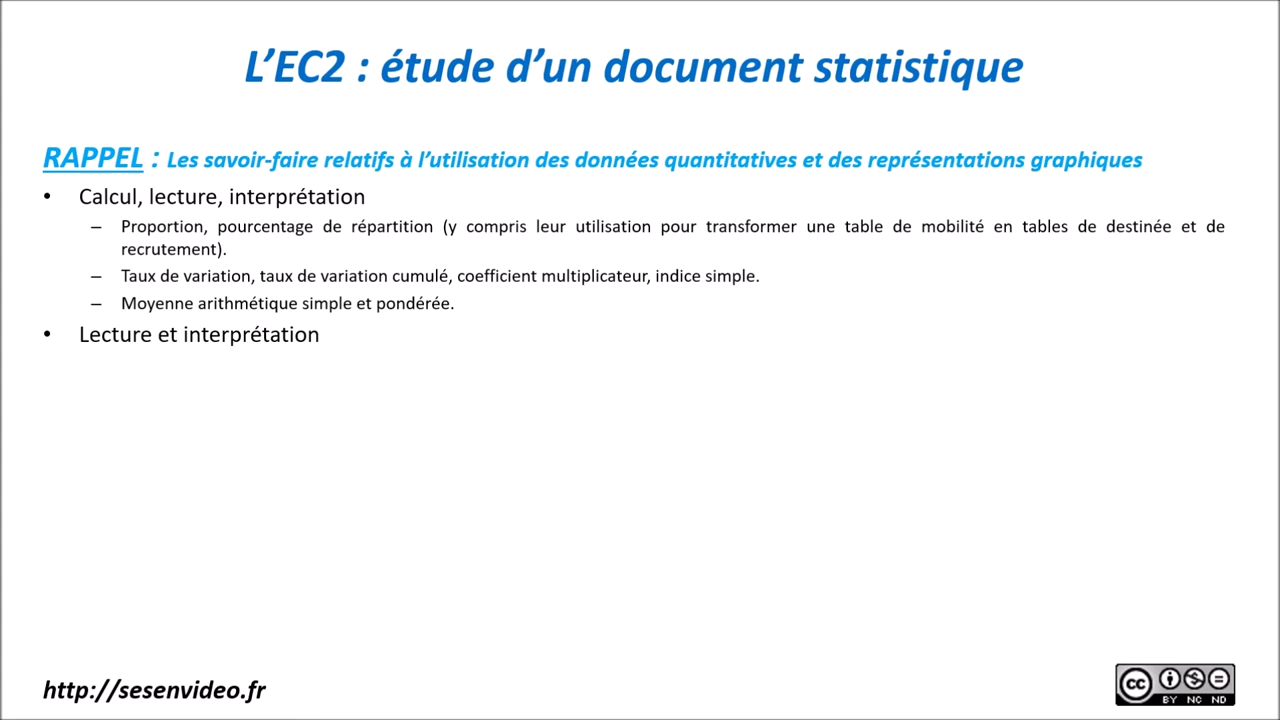 L’EC2 : étude d’un document statistique
RAPPEL : Les savoir-faire relatifs à l’utilisation des données quantitatives et des représentations graphiques
• Calcul, lecture, interprétation
– Proportion, pourcentage de répartition (y compris leur utilisation pour transformer une table de mobilité en tables de destinée et de
recrutement).
– Taux de variation, taux de variation cumulé, coefficient multiplicateur, indice simple.
– Moyenne arithmétique simple et pondérée.
• Lecture et interprétation
http://sesenvideo.fr
cc
BY NC ND